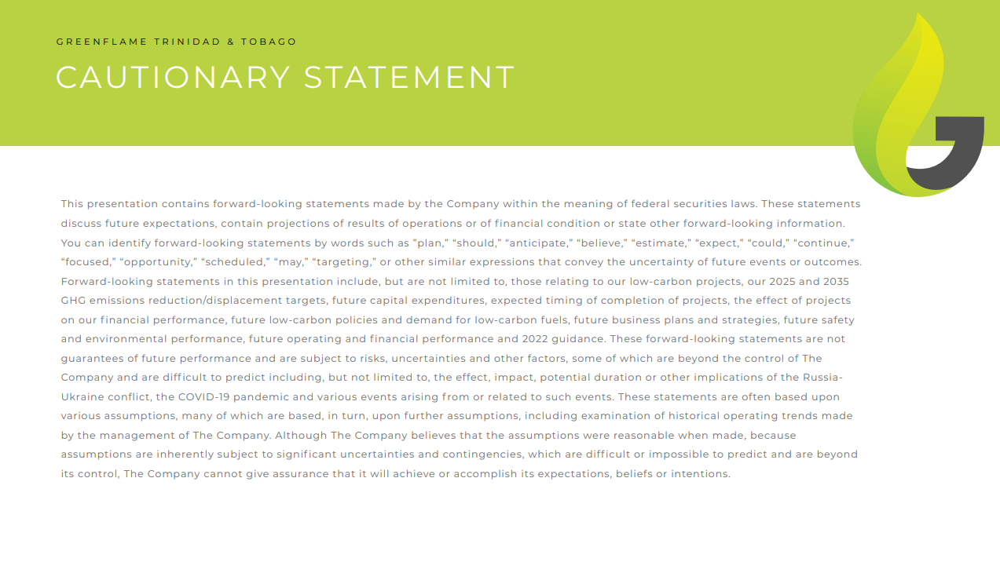 GREENFLAME TRINIDAD & TOBAGO
CAUTIONARY STATEMENT
This presentation contains forward-looking statements made by the Company within the meaning of federal securities laws. These statements
discuss future expectations, contain projections of results of operations or of financial condition or state other forward-looking information.
You can identify forward-looking statements by words such as ”plan,” “should,” “anticipate,” “believe,” “estimate,” “expect,” “could,” “continue,”
“focused,” “opportunity,” “scheduled,” “may,” “targeting,” or other similar expressions that convey the uncertainty of future events or outcomes.
Forward-looking statements in this presentation include, but are not limited to, those relating to our low-carbon projects, our 2025 and 2035
GHG emissions reduction/displacement targets, future capital expenditures, expected timing of completion of projects, the effect of projects
on our financial performance, future low-carbon policies and demand for low-carbon fuels, future business plans and strategies, future safety
and environmental performance, future operating and financial performance and 2022 guidance. These forward-looking statements are not
guarantees of future performance and are subject to risks, uncertainties and other factors, some of which are beyond the control of The
Company and are difficult to predict including, but not limited to, the effect, impact, potential duration or other implications of the Russia-
Ukraine conflict, the COVID-19 pandemic and various events arising from or related to such events. These statements are often based upon
various assumptions, many of which are based, in turn, upon further assumptions, including examination of historical operating trends made
by the management of The Company. Although The Company believes that the assumptions were reasonable when made, because
assumptions are inherently subject to significant uncertainties and contingencies, which are difficult or impossible to predict and are beyond
its control, The Company cannot give assurance that it will achieve or accomplish its expectations, beliefs or intentions.